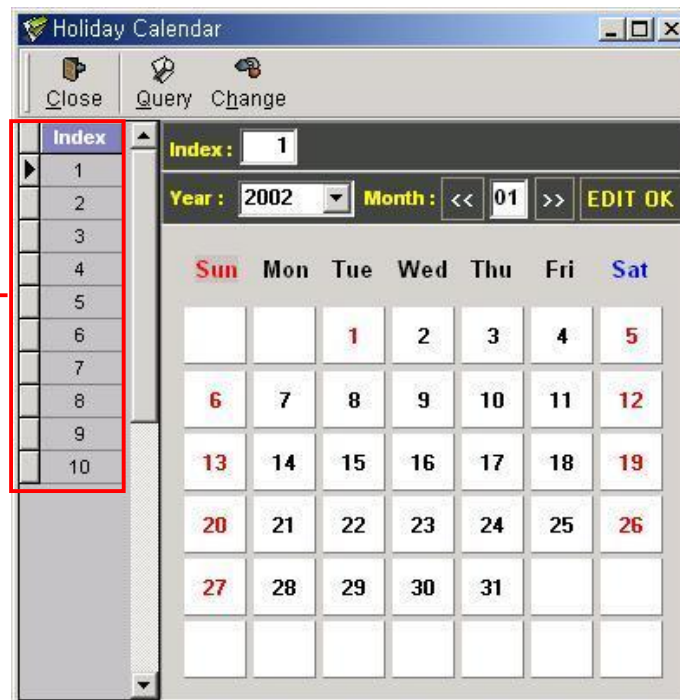 Holiday Calendar
Close Query Change
Index
1
2
3
4
5
6
7
8
9
10
Index : 1
Year : 2002 Month : << 01 >> EDIT OK
Sun Mon Tue Wed Thu Fri Sat
1 2 3 4 5
6 7 8 9 10 11 12
13 14 15 16 17 18 19
20 21 22 23 24 25 26
27 28 29 30 31